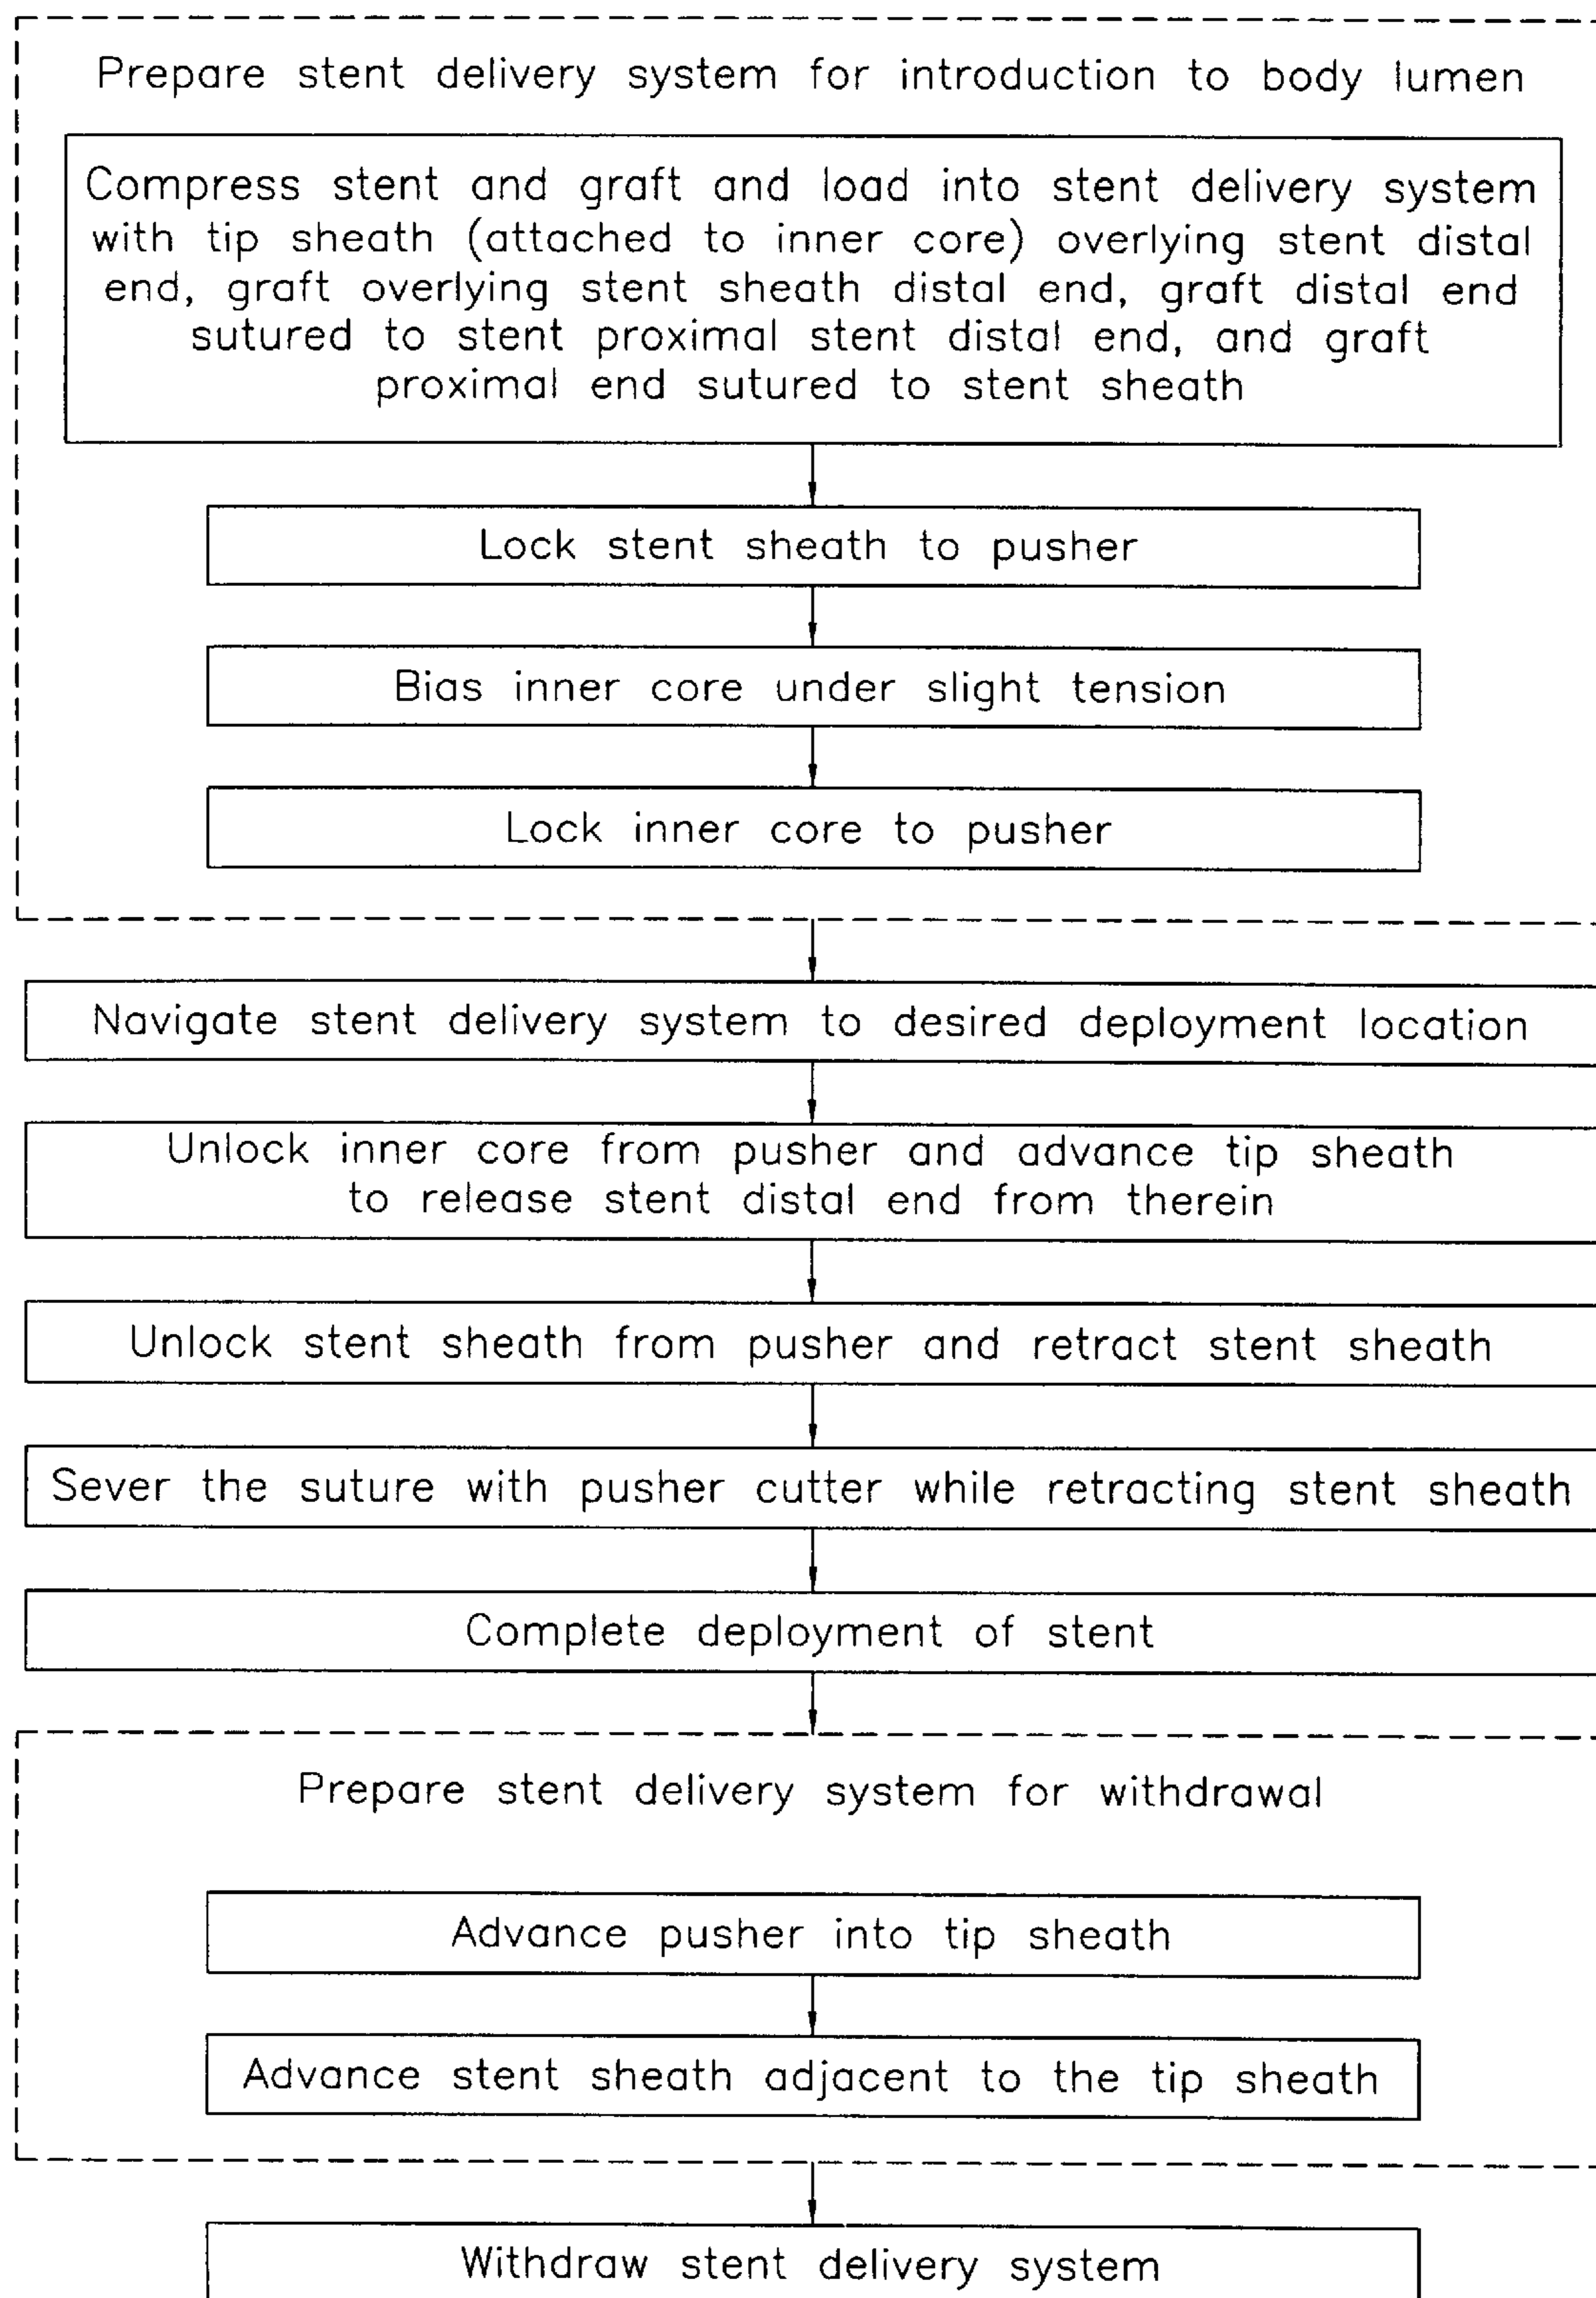 Prepare stent delivery system for introduction to body lumen
Compress stent and graft and load into stent delivery system
with tip sheath (attached to inner core) overlying stent distal
end, graft overlying stent sheath distal end, graft distal end
sutured to stent proximal stent distal end, and graft
proximal end sutured to stent sheath
Lock stent sheath to pusher
Bias inner core under slight tension
Lock inner core to pusher
Navigate stent delivery system to desired deployment location
Unlock inner core from pusher and advance tip sheath
to release stent distal end from therein
Unlock stent sheath from pusher and retract stent sheath
Sever the suture with pusher cutter while retracting stent sheath
Complete deployment of stent
Prepare stent delivery system for withdrawal
Advance pusher into tip sheath
Advance stent sheath adjacent to the tip sheath
Withdraw stent delivery system